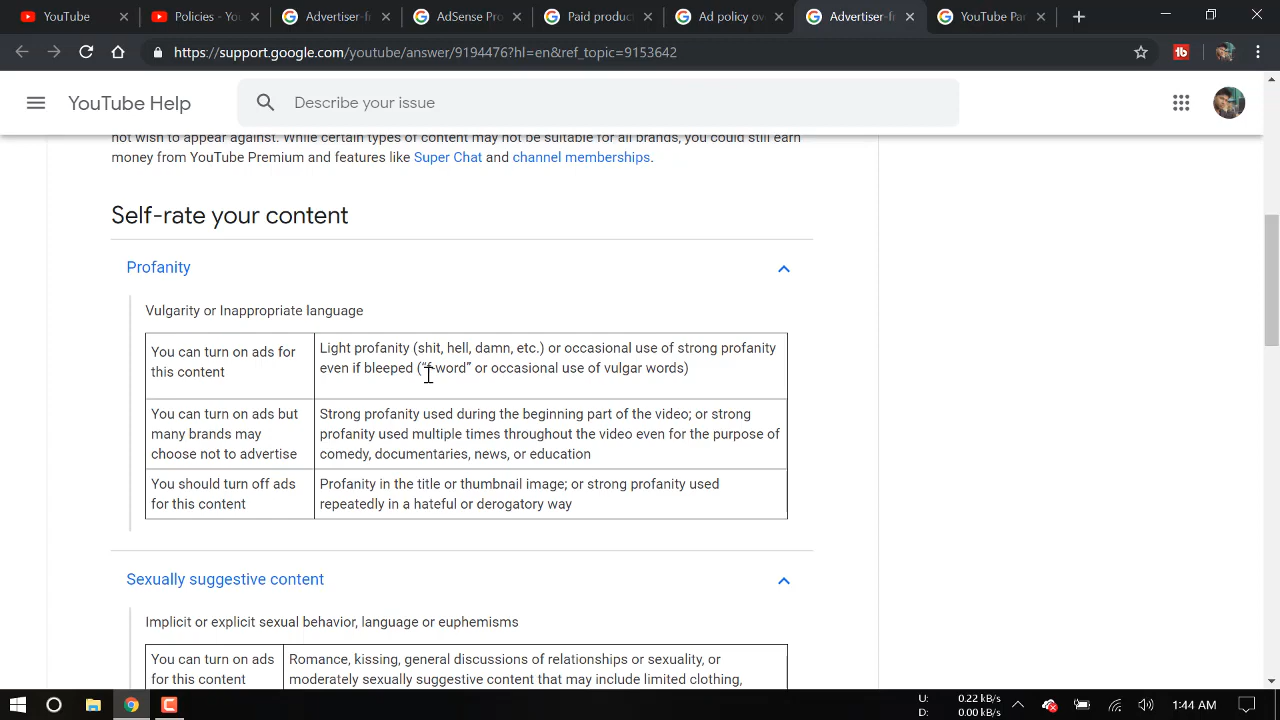 YouTube
Policies - Yo
Advertiser-f
AdSense Pro
Paid produc
Ad policy ov
Advertiser-f
YouTube Par
https://support.google.com/youtube/answer/9194476?hl=en&ref_topic=9153642
YouTube Help
Describe your issue
not wish to appear against. While certain types of content may not be suitable for all brands, you could still earn
money from YouTube Premium and features like Super Chat and channel memberships.
Self-rate your content
Profanity
Vulgarity or Inappropriate language
You can turn on ads for
this content
Light profanity (shit, hell, damn, etc.) or occasional use of strong profanity
even if bleeped (“f-word” or occasional use of vulgar words)
You can turn on ads but
many brands may
choose not to advertise
Strong profanity used during the beginning part of the video; or strong
profanity used multiple times throughout the video even for the purpose of
comedy, documentaries, news, or education
You should turn off ads
for this content
Profanity in the title or thumbnail image; or strong profanity used
repeatedly in a hateful or derogatory way
Sexually suggestive content
Implicit or explicit sexual behavior, language or euphemisms
You can turn on ads
for this content
Romance, kissing, general discussions of relationships or sexuality, or
moderately sexually suggestive content that may include limited clothing,
U: 0.22 kB/s
D: 0.00 kB/s
1:44 AM